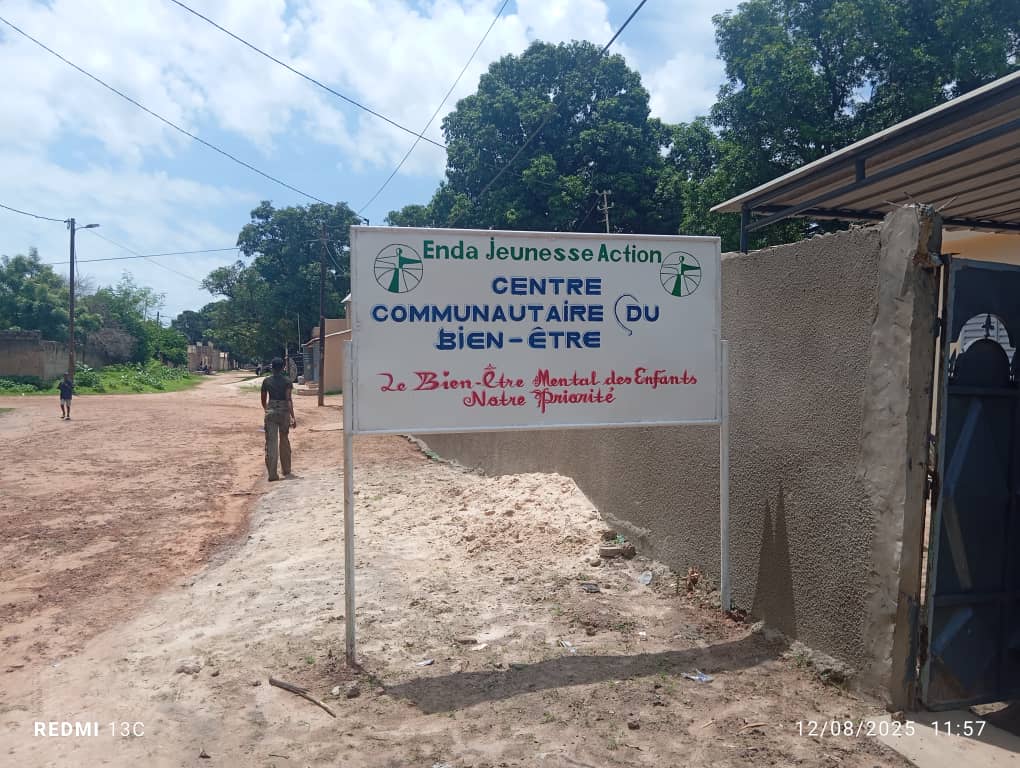 Enda Jeunesse Action
CENTRE
COMMUNAUTAIRE DU
BIEN-ÊTRE
Le Bien-Être Mental des Enfants
Notre Priorité
REDMI 13C
12/08/2025 11:57